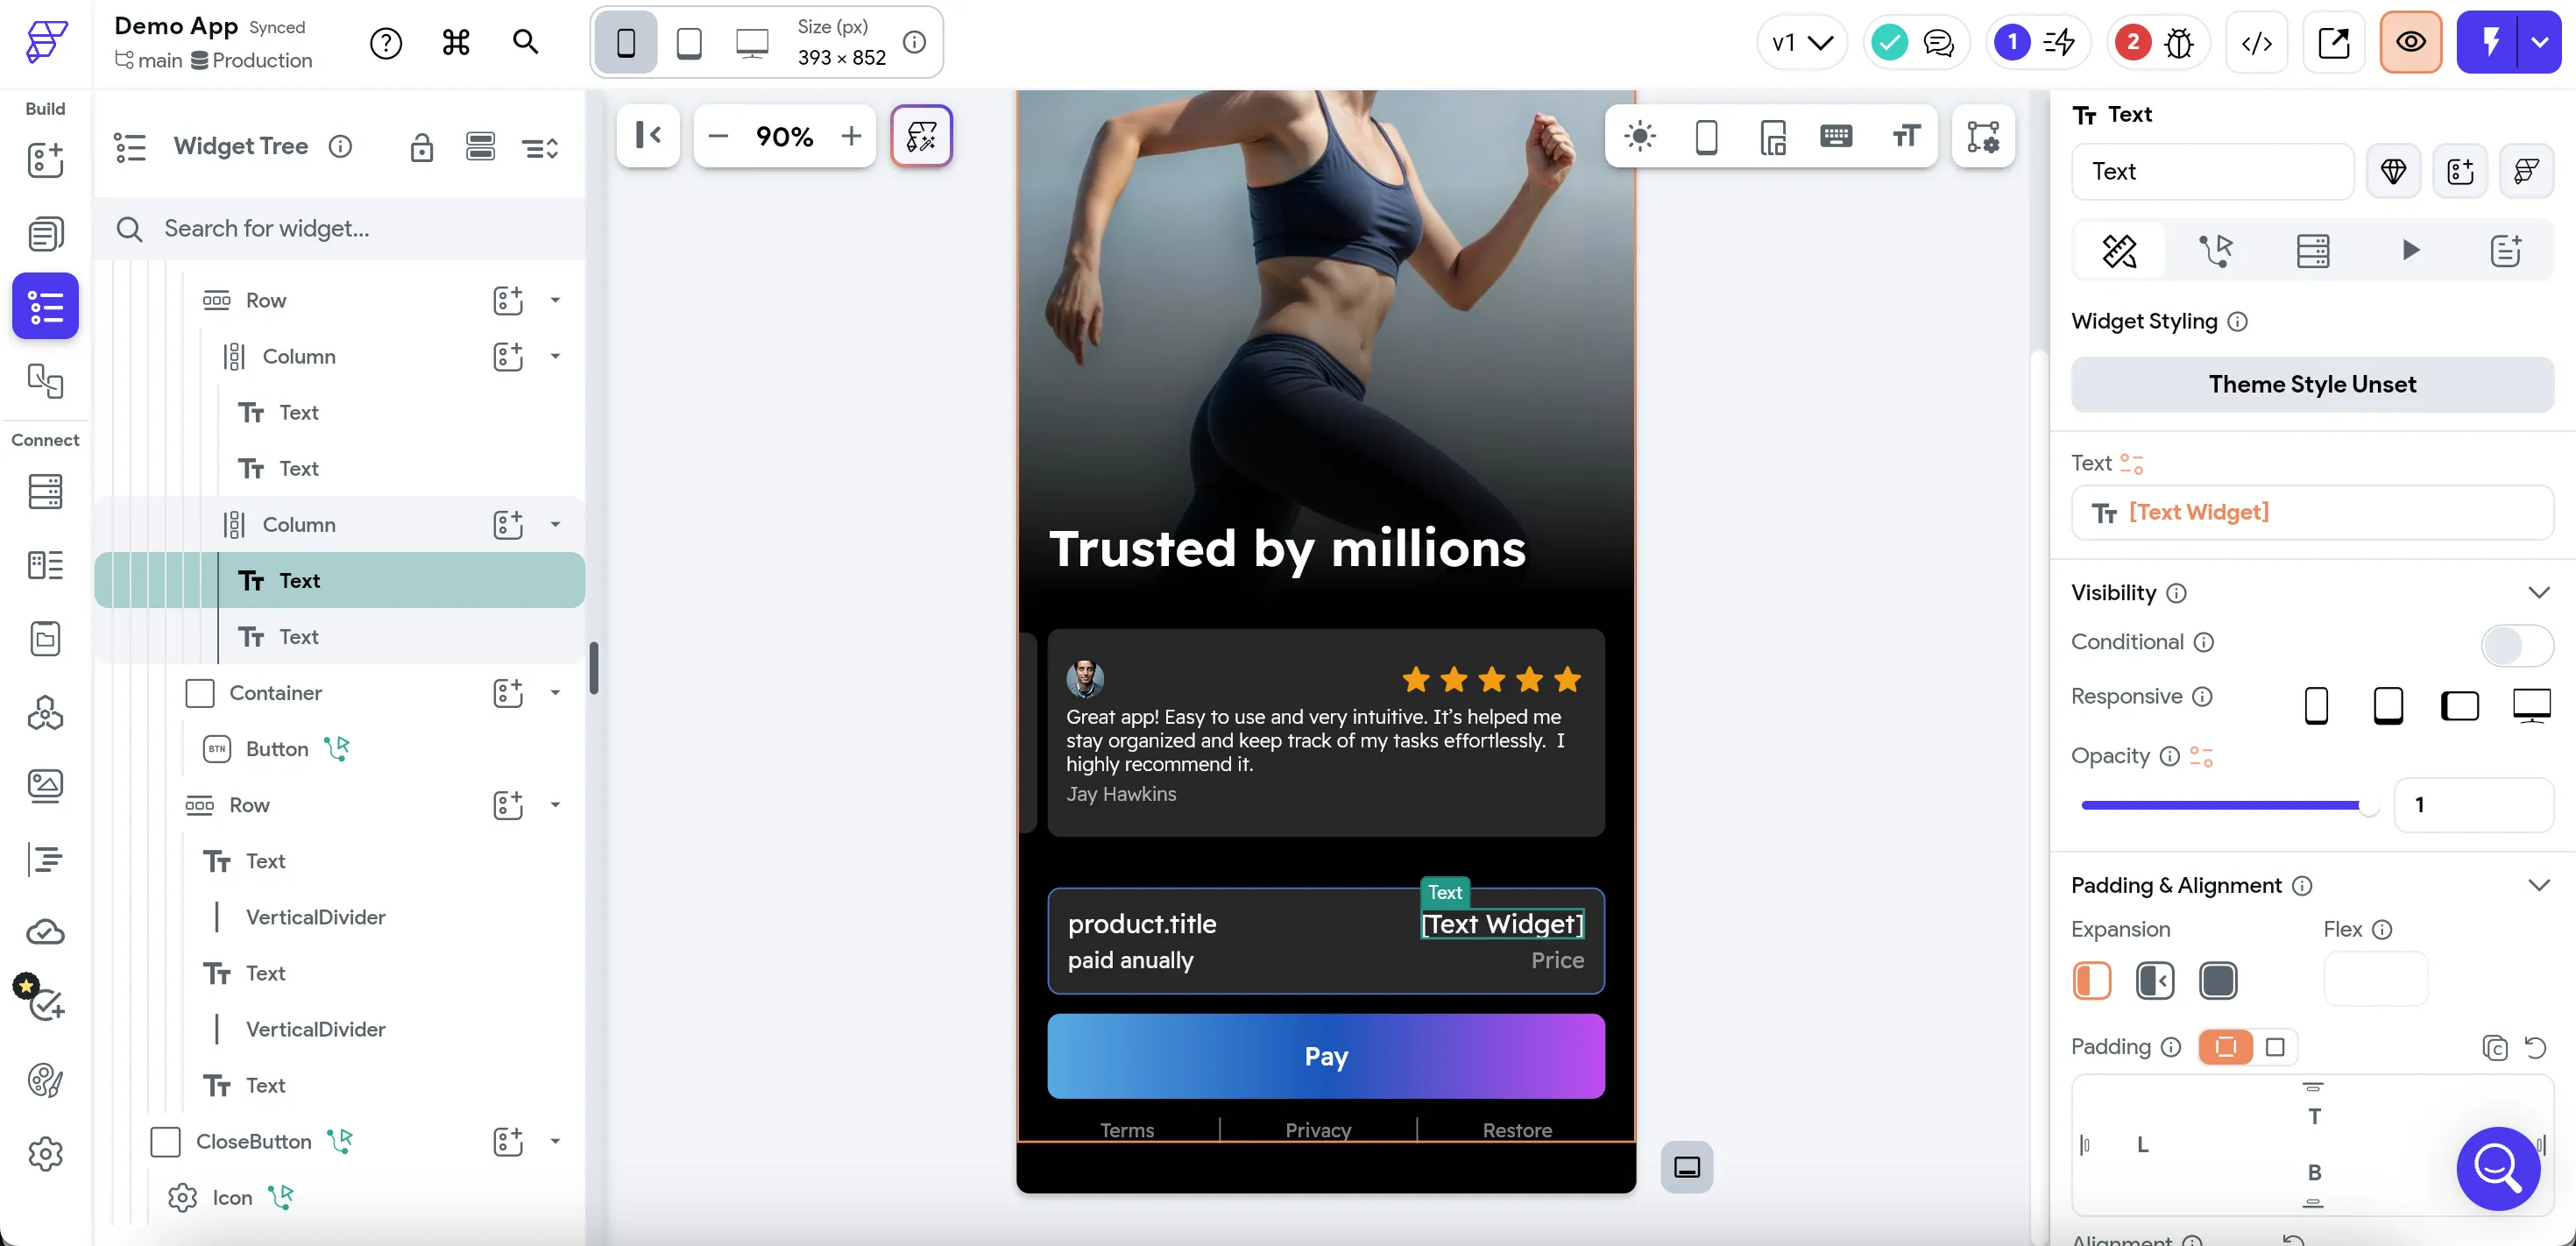 Demo App Synced
main Production
Size (px)
393 × 852
v1
1
2
Build
Connect
Widget Tree
Search for widget...
Row
Column
Text
Text
Column
Text
Text
Container
BTN Button
Row
Text
VerticalDivider
Text
VerticalDivider
Text
CloseButton
Icon
90%
Trusted by millions
Great app! Easy to use and very intuitive. It's helped me
stay organized and keep track of my tasks effortlessly. I
highly recommend it.
Jay Hawkins
Text
product.title [Text Widget]
paid anually Price
Pay
Terms Privacy Restore
Text
Text
Widget Styling
Theme Style Unset
Text
[Text Widget]
Visibility
Conditional
Responsive
Opacity
1
Padding & Alignment
Expansion Flex
Padding
T
L
B
Alignment